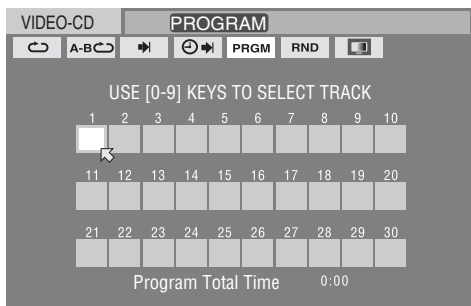 VIDEO-CD PROGRAM
A-B PRGM RND
USE [0-9] KEYS TO SELECT TRACK
1 2 3 4 5 6 7 8 9 10
11 12 13 14 15 16 17 18 19 20
21 22 23 24 25 26 27 28 29 30
Program Total Time 0:00